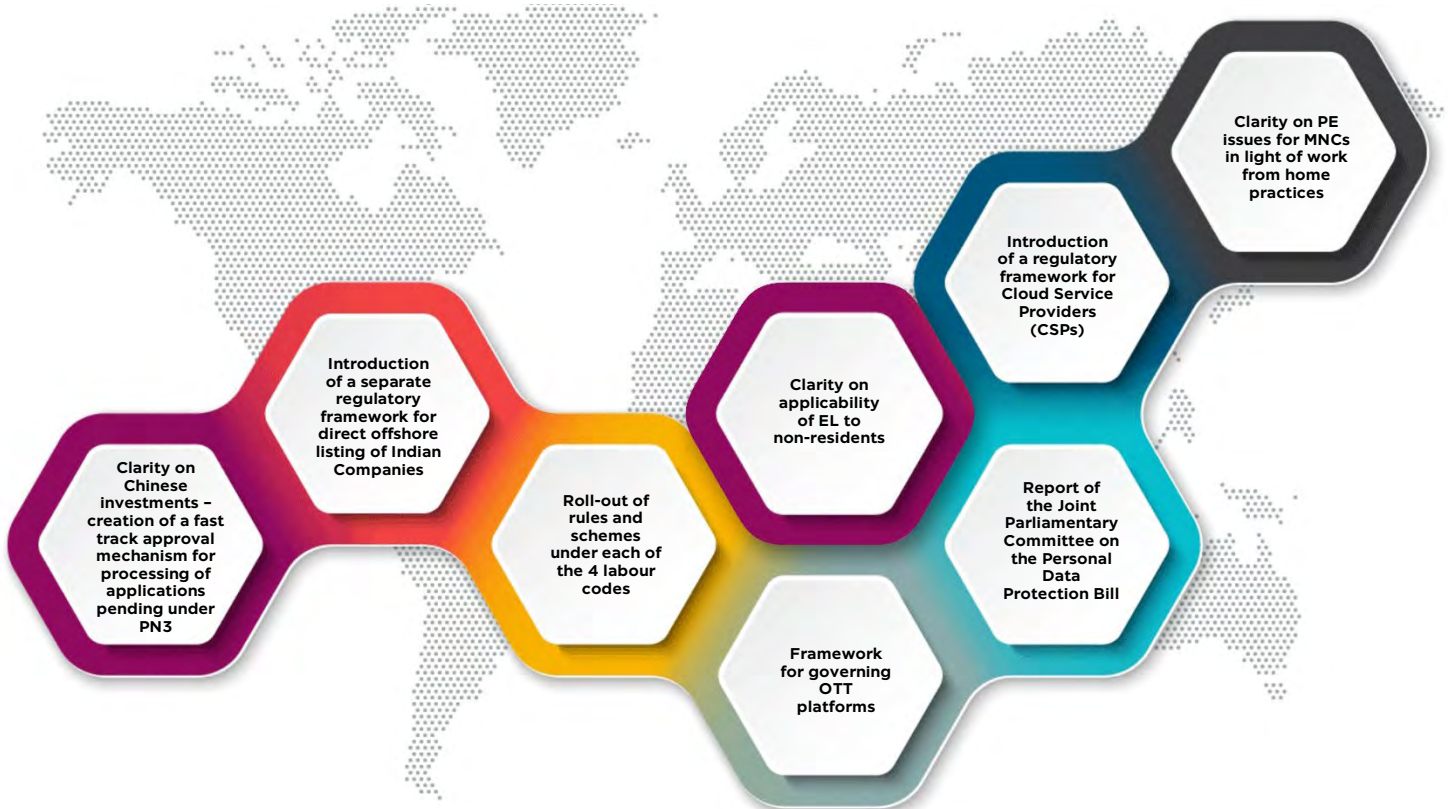 Clarity on
Chinese
investments –
creation of a fast
track approval
mechanism for
processing of
applications
pending under
PN3
Introduction
of a separate
regulatory
framework for
direct offshore
listing of Indian
Companies
Roll-out of
rules and
schemes
under each of
the 4 labour
codes
Clarity on
applicability
of EL to
non-residents
Framework
for governing
OTT
platforms
Introduction
of a regulatory
framework for
Cloud Service
Providers
(CSPs)
Report of
the Joint
Parliamentary
Committee on
the Personal
Data
Protection Bill
Clarity on PE
issues for MNCs
in light of work
from home
practices